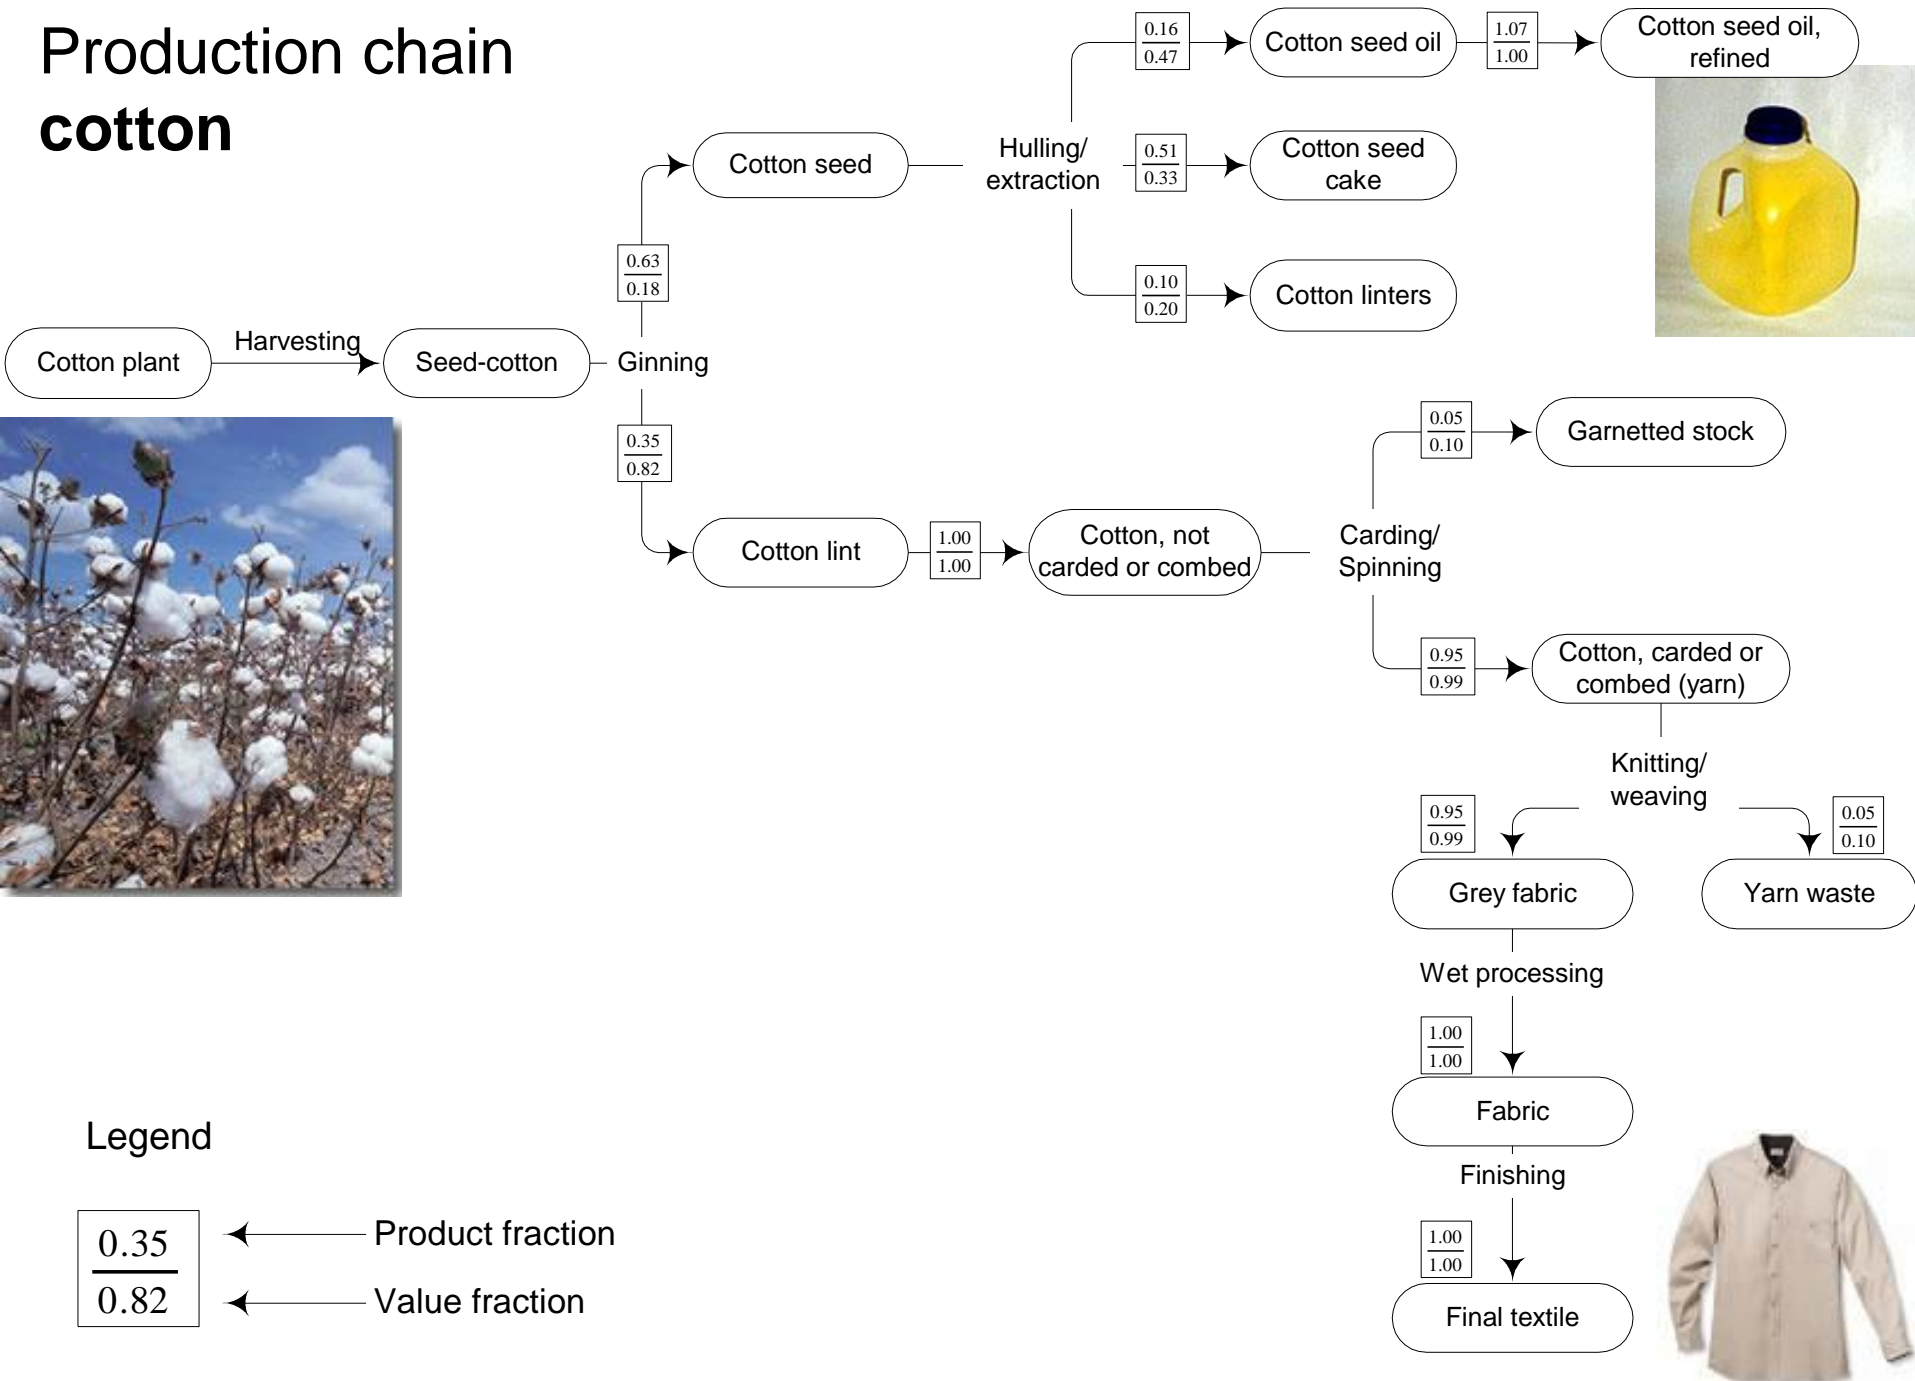 Production chain
cotton
0.16
0.47
Cotton seed oil
1.07
1.00
Cotton seed oil,
refined
Cotton seed
Hulling/
extraction
0.51
0.33
Cotton seed
cake
0.63
0.18
0.10
0.20
Cotton linters
Cotton plant
Harvesting
Seed-cotton
Ginning
0.35
0.82
0.05
0.10
Garnetted stock
Cotton lint
1.00
1.00
Cotton, not
carded or combed
Carding/
Spinning
0.95
0.99
Cotton, carded or
combed (yarn)
Knitting/
weaving
0.95
0.99
0.05
0.10
Grey fabric
Yarn waste
Wet processing
1.00
1.00
Fabric
Finishing
1.00
1.00
Final textile
Legend
0.35
0.82
Product fraction
Value fraction